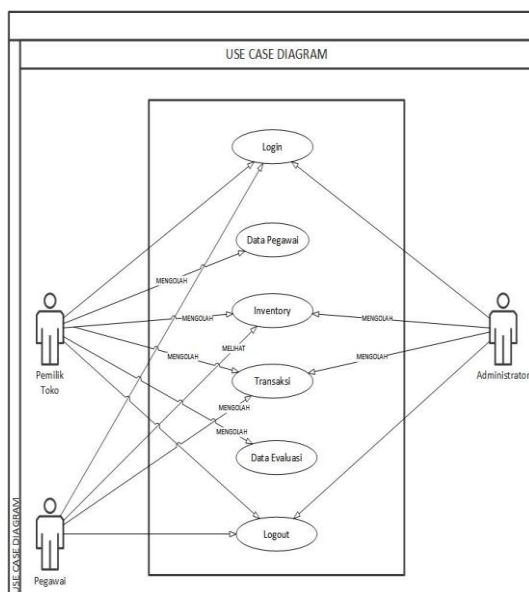 USE CASE DIAGRAM
Login
Data Pegawai
MENGOLAH
Inventory
MENGOLAH
MENGOLAH
MELIHAT
MENGOLAH
MENGOLAH
Transaksi
Pemilik
Toko
Administrator
MENGOLAH
MENGOLAH
Data Evaluasi
Logout
Pegawai
USE CASE DIAGRAM